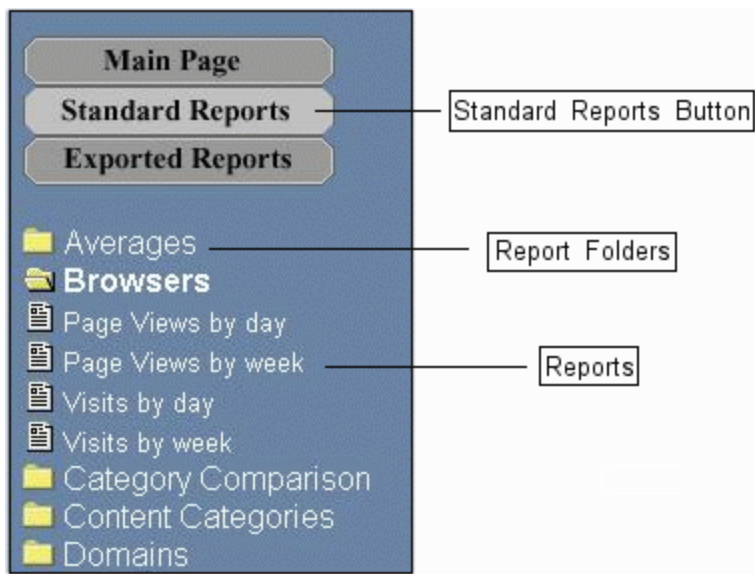 Main Page
Standard Reports
Standard Reports Button
Exported Reports
Averages
Report Folders
Browsers
Page Views by day
Page Views by week
Reports
Visits by day
Visits by week
Category Comparison
Content Categories
Domains